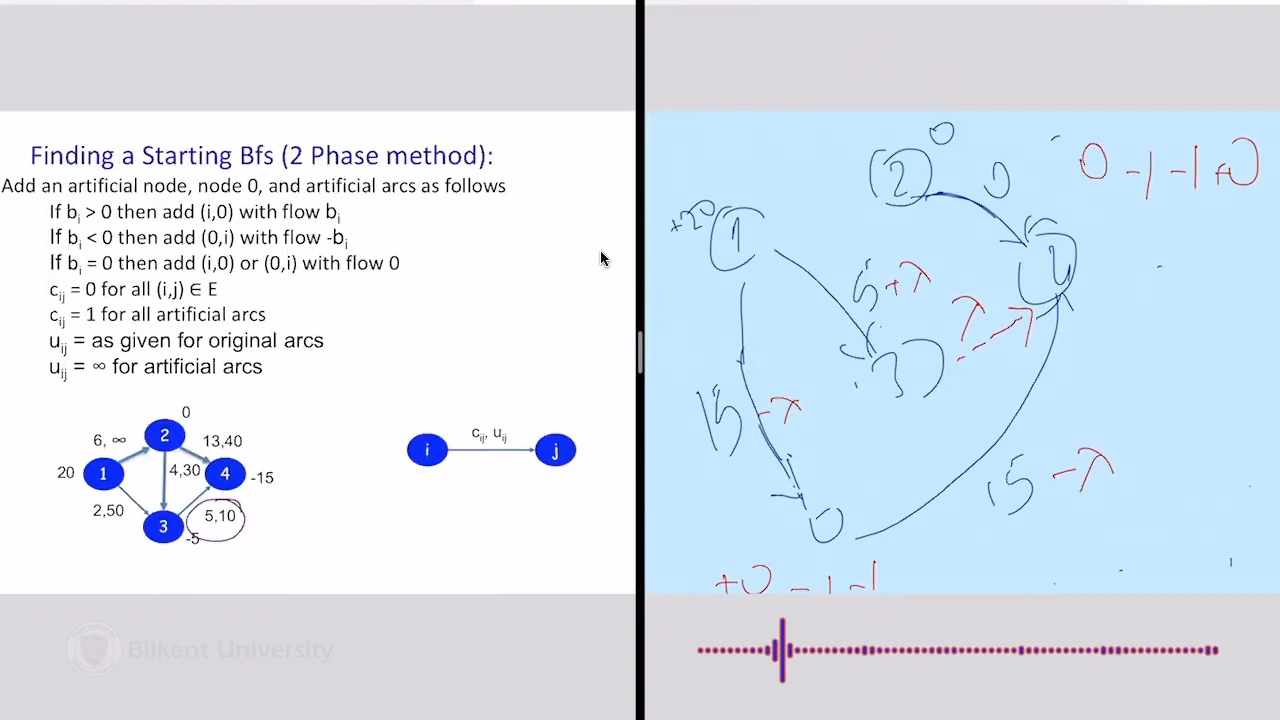 Finding a Starting Bfs (2 Phase method):
Add an artificial node, node 0, and artificial arcs as follows
If bi > 0 then add (i,0) with flow bi
If bi < 0 then add (0,i) with flow -bi
If bi = 0 then add (i,0) or (0,i) with flow 0
cij = 0 for all (i,j) ∈ E
cij = 1 for all artificial arcs
uij = as given for original arcs
uij = ∞ for artificial arcs
0
6, ∞
2
13,40
20
1
4,30
4
-15
2,50
3
5,10
-5
i
cij, uij
j
0
2
0
0 -1 -1 +0
+20
1
4
5 +λ
λ
3
15 -λ
15 -λ
0
+0 -1 -1
Bilkent University